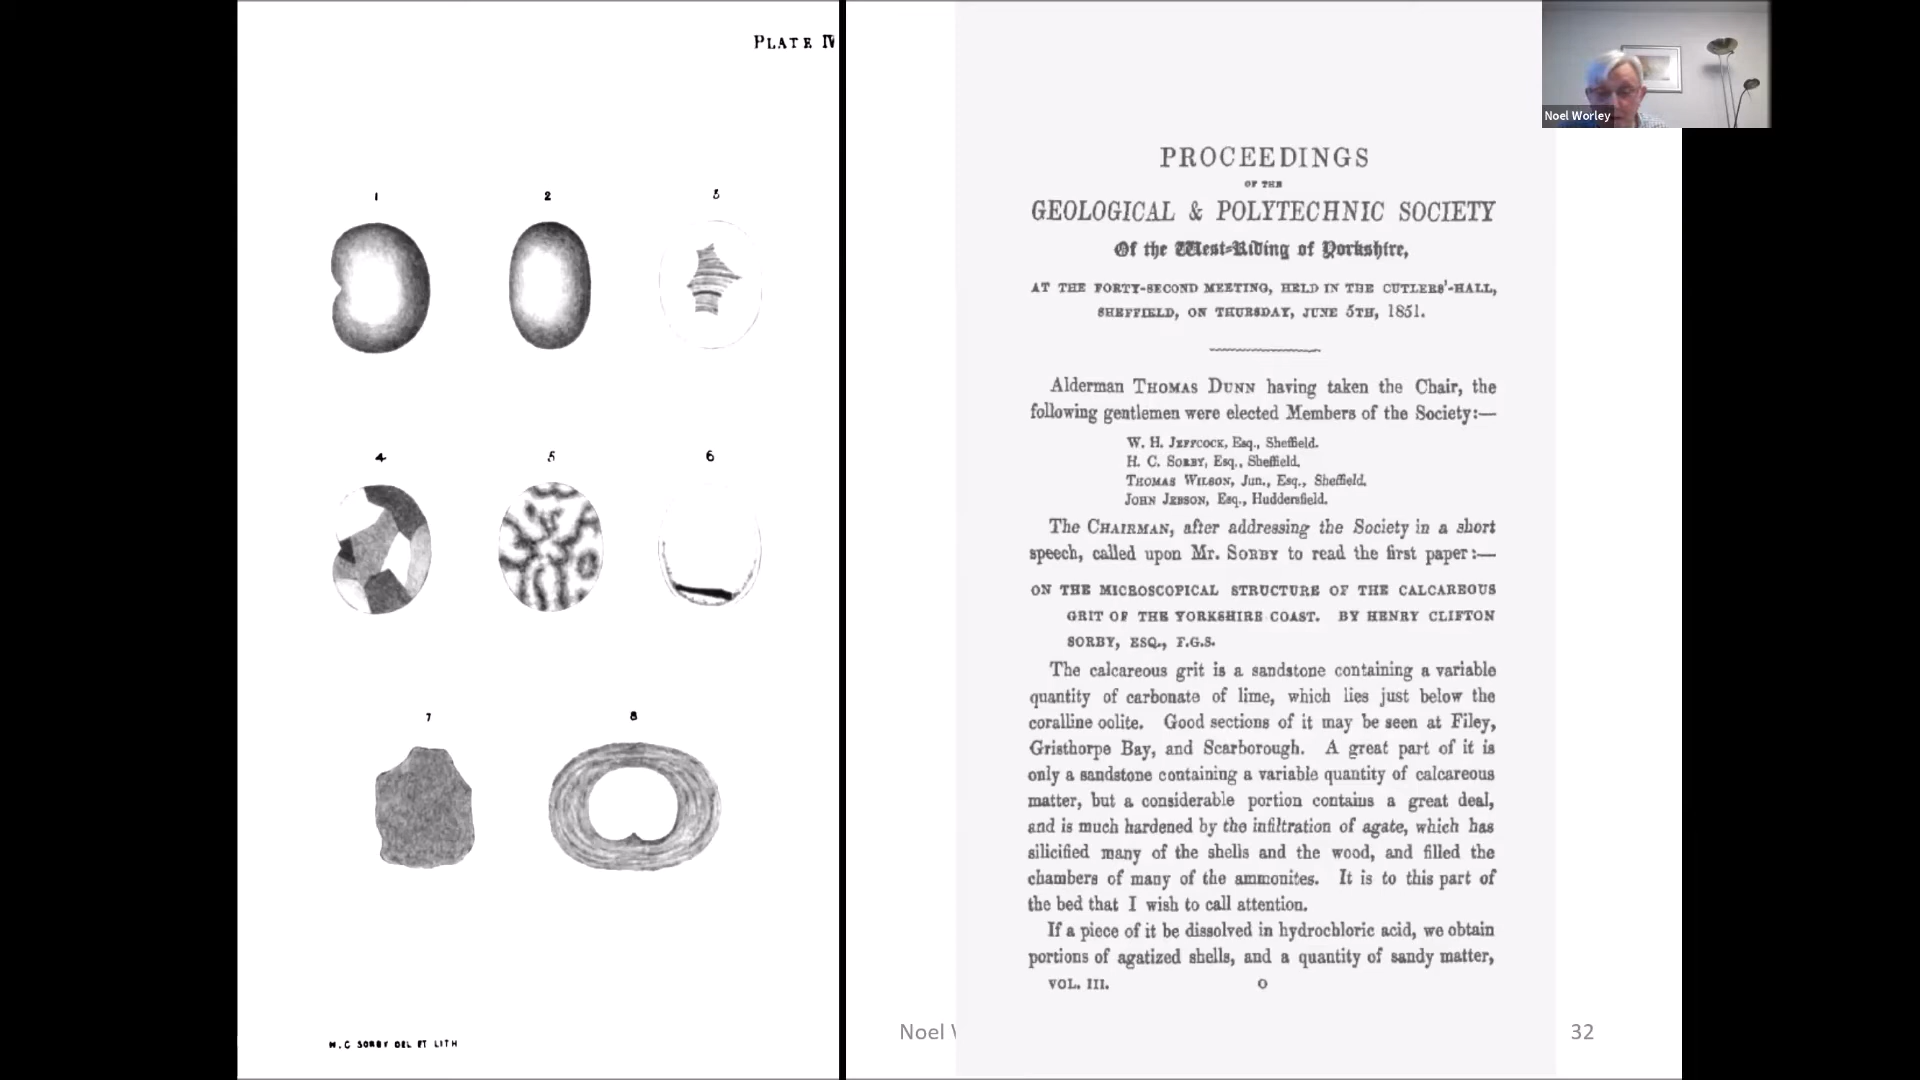 PLATE IV
1 2 3
4 5 6
7 8
H. C SORBY DEL ET LITH
PROCEEDINGS
OF THE
GEOLOGICAL & POLYTECHNIC SOCIETY
Of the West-Riding of Yorkshire,
AT THE FORTY-SECOND MEETING, HELD IN THE CUTLERS'-HALL,
SHEFFIELD, ON THURSDAY, JUNE 5TH, 1851.
Alderman THOMAS DUNN having taken the Chair, the
following gentlemen were elected Members of the Society:—
W. H. JEFFCOCK, Esq., Sheffield.
H. C. SORBY, Esq., Sheffield.
THOMAS WILSON, Jun., Esq., Sheffield.
JOHN JEBSON, Esq., Huddersfield.
The CHAIRMAN, after addressing the Society in a short
speech, called upon Mr. SORBY to read the first paper:—
ON THE MICROSCOPICAL STRUCTURE OF THE CALCAREOUS
GRIT OF THE YORKSHIRE COAST. BY HENRY CLIFTON
SORBY, ESQ., F.G.S.
The calcareous grit is a sandstone containing a variable
quantity of carbonate of lime, which lies just below the
coralline oolite. Good sections of it may be seen at Filey,
Gristhorpe Bay, and Scarborough. A great part of it is
only a sandstone containing a variable quantity of calcareous
matter, but a considerable portion contains a great deal,
and is much hardened by the infiltration of agate, which has
silicified many of the shells and the wood, and filled the
chambers of many of the ammonites. It is to this part of
the bed that I wish to call attention.
If a piece of it be dissolved in hydrochloric acid, we obtain
portions of agatized shells, and a quantity of sandy matter,
VOL. III. O
Noel
32
Noel Worley